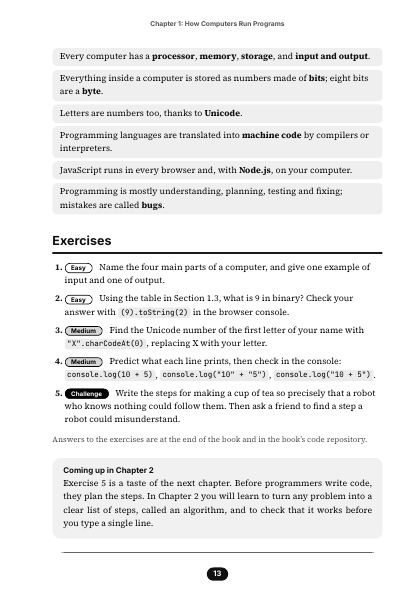 Chapter 1: How Computers Run Programs
Every computer has a processor, memory, storage, and input and output.
Everything inside a computer is stored as numbers made of bits; eight bits
are a byte.
Letters are numbers too, thanks to Unicode.
Programming languages are translated into machine code by compilers or
interpreters.
JavaScript runs in every browser and, with Node.js, on your computer.
Programming is mostly understanding, planning, testing and fixing;
mistakes are called bugs.
Exercises
1. Easy Name the four main parts of a computer, and give one example of
input and one of output.
2. Easy Using the table in Section 1.3, what is 9 in binary? Check your
answer with (9).toString(2) in the browser console.
3. Medium Find the Unicode number of the first letter of your name with
"X".charCodeAt(0), replacing X with your letter.
4. Medium Predict what each line prints, then check in the console:
console.log(10 + 5), console.log("10" + "5"), console.log("10 + 5").
5. Challenge Write the steps for making a cup of tea so precisely that a robot
who knows nothing could follow them. Then ask a friend to find a step a
robot could misunderstand.
Answers to the exercises are at the end of the book and in the book's code repository.
Coming up in Chapter 2
Exercise 5 is a taste of the next chapter. Before programmers write code,
they plan the steps. In Chapter 2 you will learn to turn any problem into a
clear list of steps, called an algorithm, and to check that it works before
you type a single line.
13